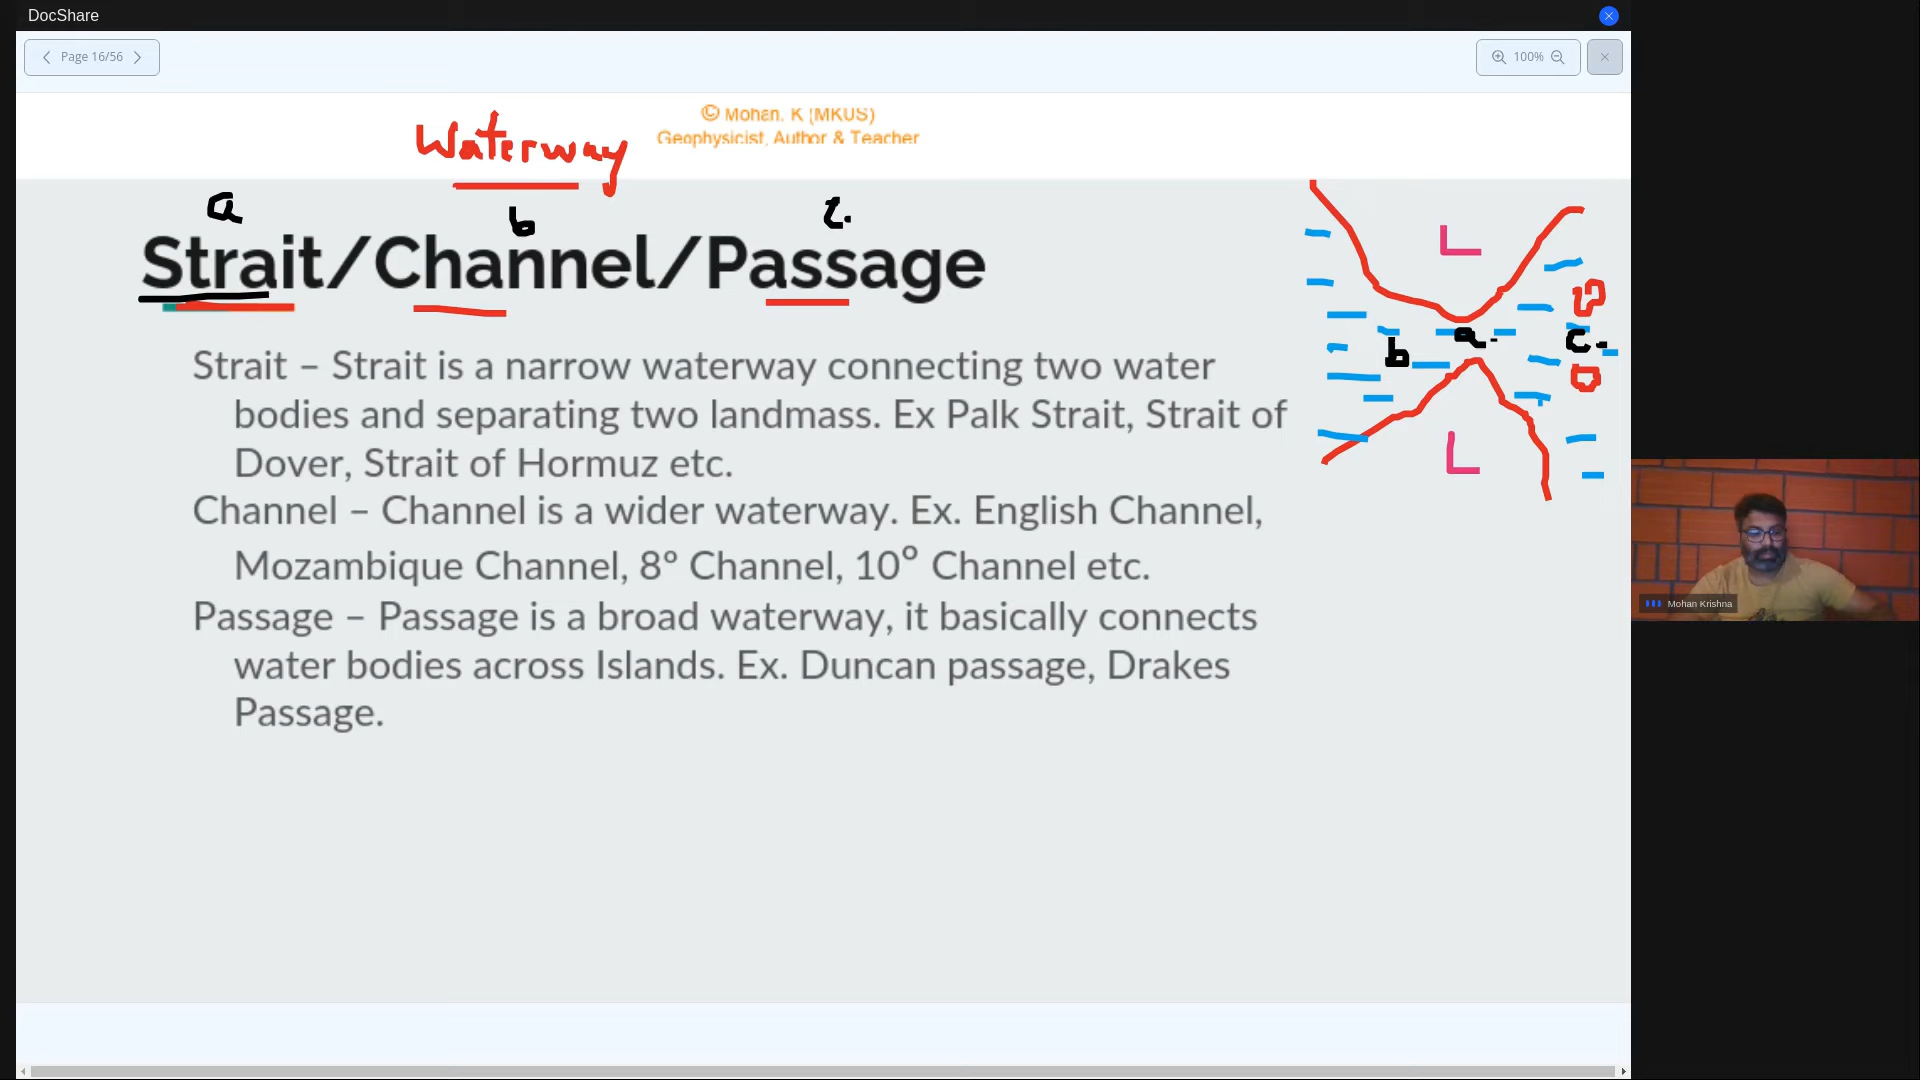 DocShare
Page 16/56
100%
© Mohan. K (MKUS)
Geophysicist, Author & Teacher
Waterway
a
b
c.
Strait/Channel/Passage
L
a.
b
c.
L
Strait – Strait is a narrow waterway connecting two water
bodies and separating two landmass. Ex Palk Strait, Strait of
Dover, Strait of Hormuz etc.
Channel – Channel is a wider waterway. Ex. English Channel,
Mozambique Channel, 8° Channel, 10° Channel etc.
Passage – Passage is a broad waterway, it basically connects
water bodies across Islands. Ex. Duncan passage, Drakes
Passage.
Mohan Krishna